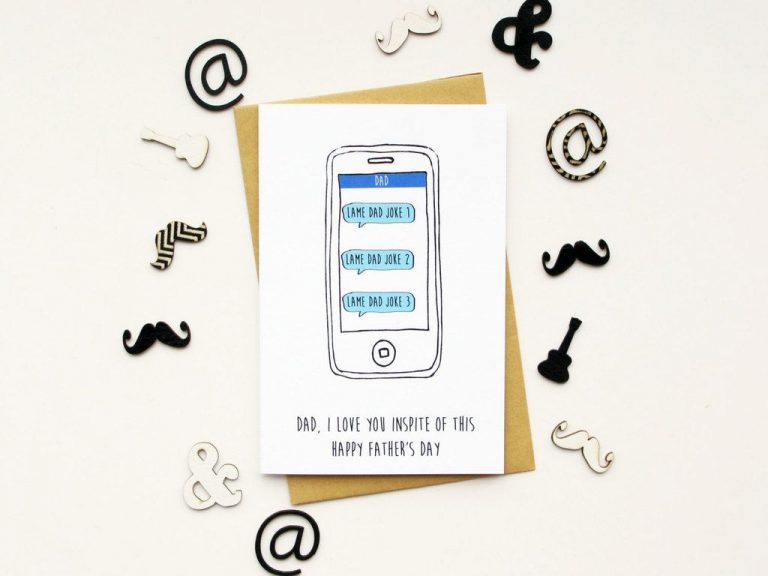 @
&
@
DAD
LAME DAD JOKE 1
LAME DAD JOKE 2
LAME DAD JOKE 3
DAD, I LOVE YOU INSPITE OF THIS
HAPPY FATHER'S DAY
&
@